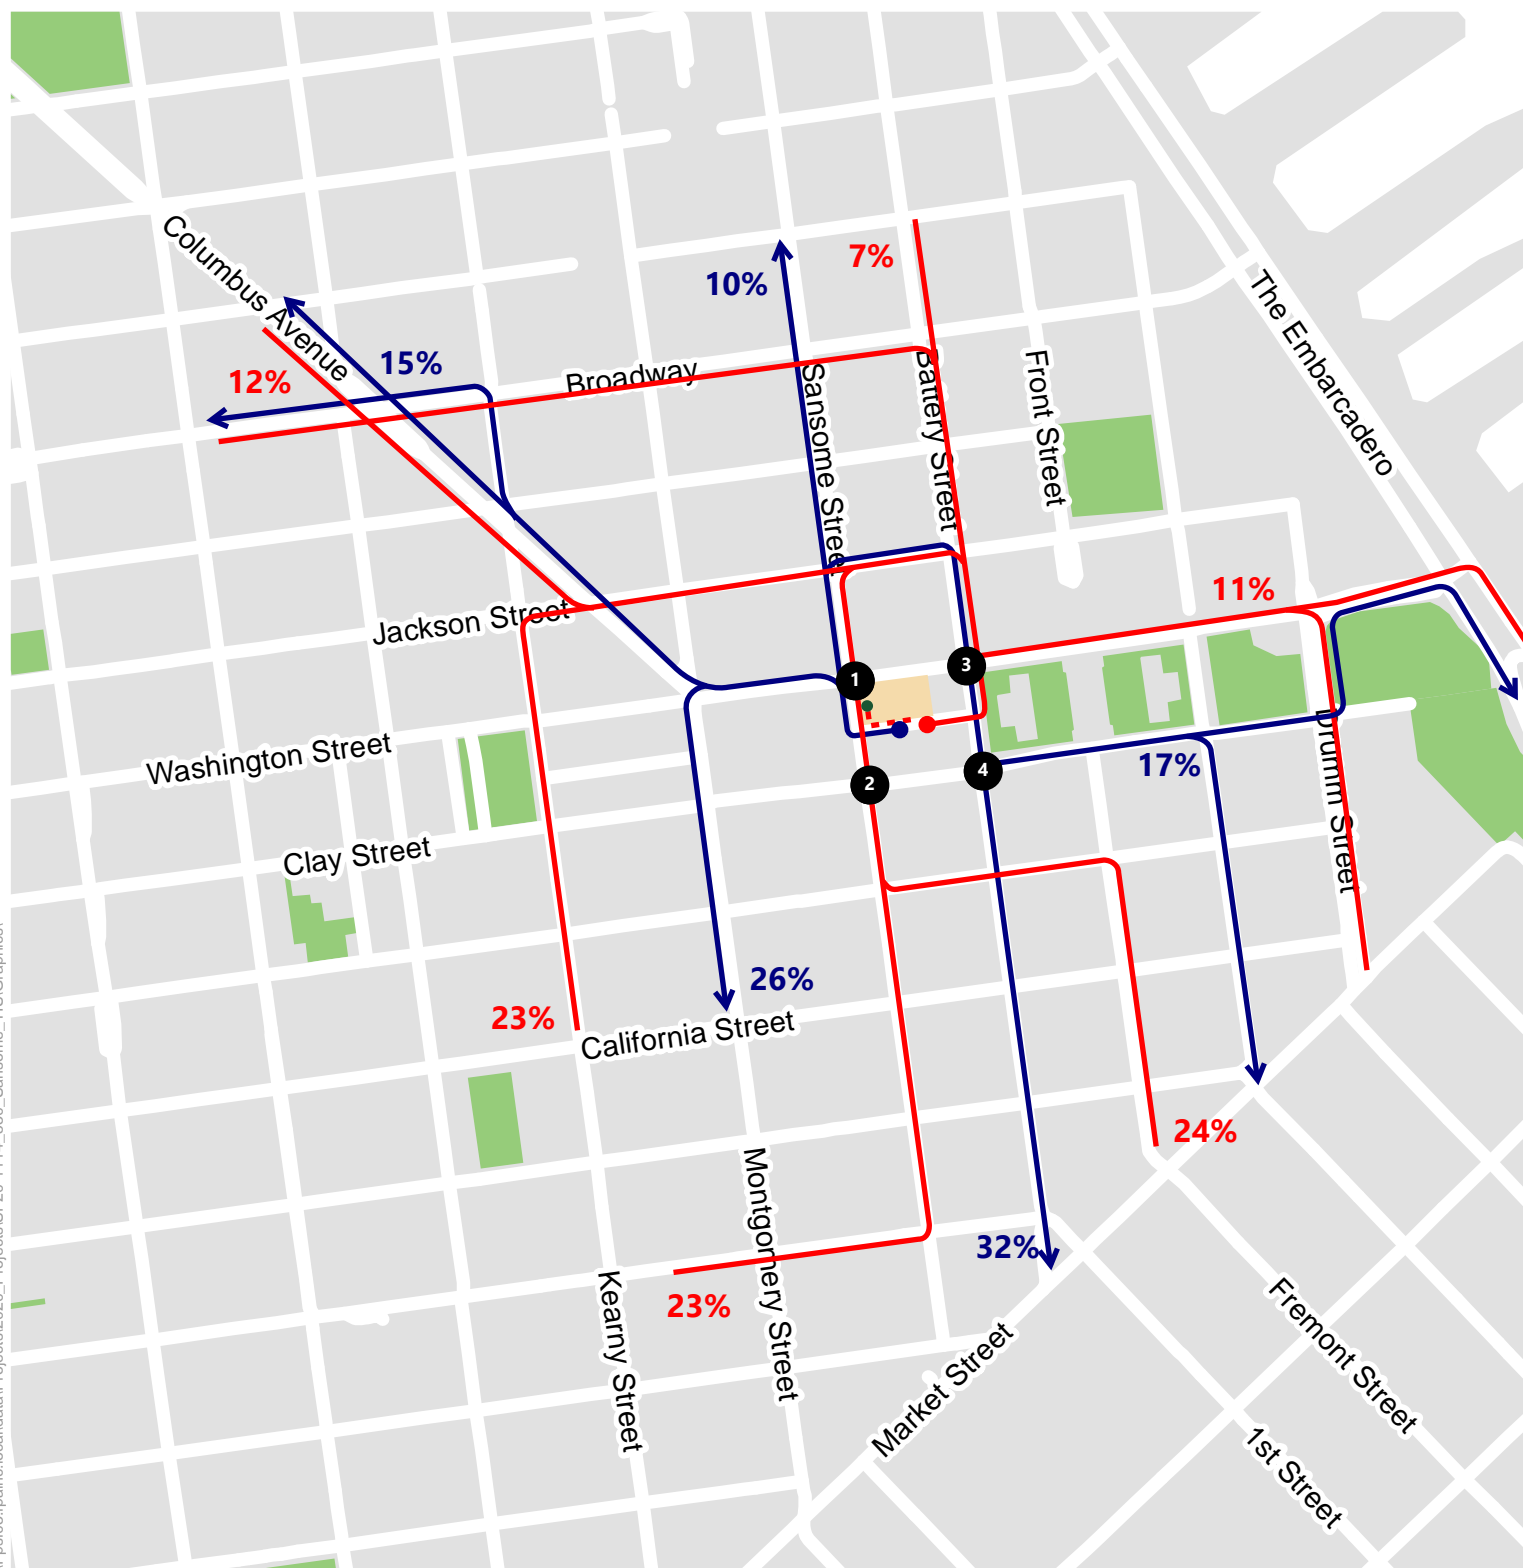 Columbus Avenue
7%
10%
The Embarcadero
15%
12%
Broadway
Sansome Street
Battery Street
Front Street
11%
Jackson Street
1
3
Washington Street
Drumm Street
17%
4
2
Clay Street
26%
23%
California Street
24%
Montgomery Street
32%
23%
Kearny Street
Market Street
Fremont Street
1st Street